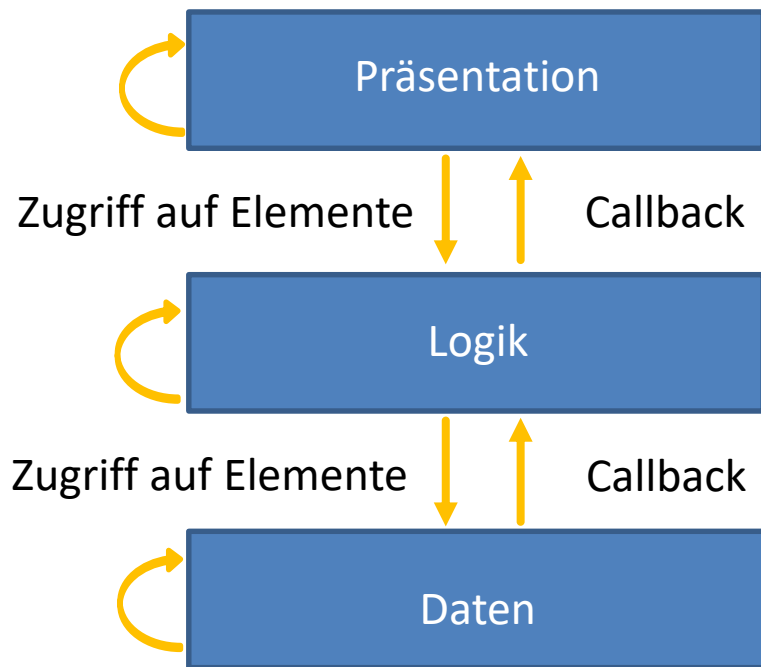 Präsentation
Zugriff auf Elemente Callback
Logik
Zugriff auf Elemente Callback
Daten